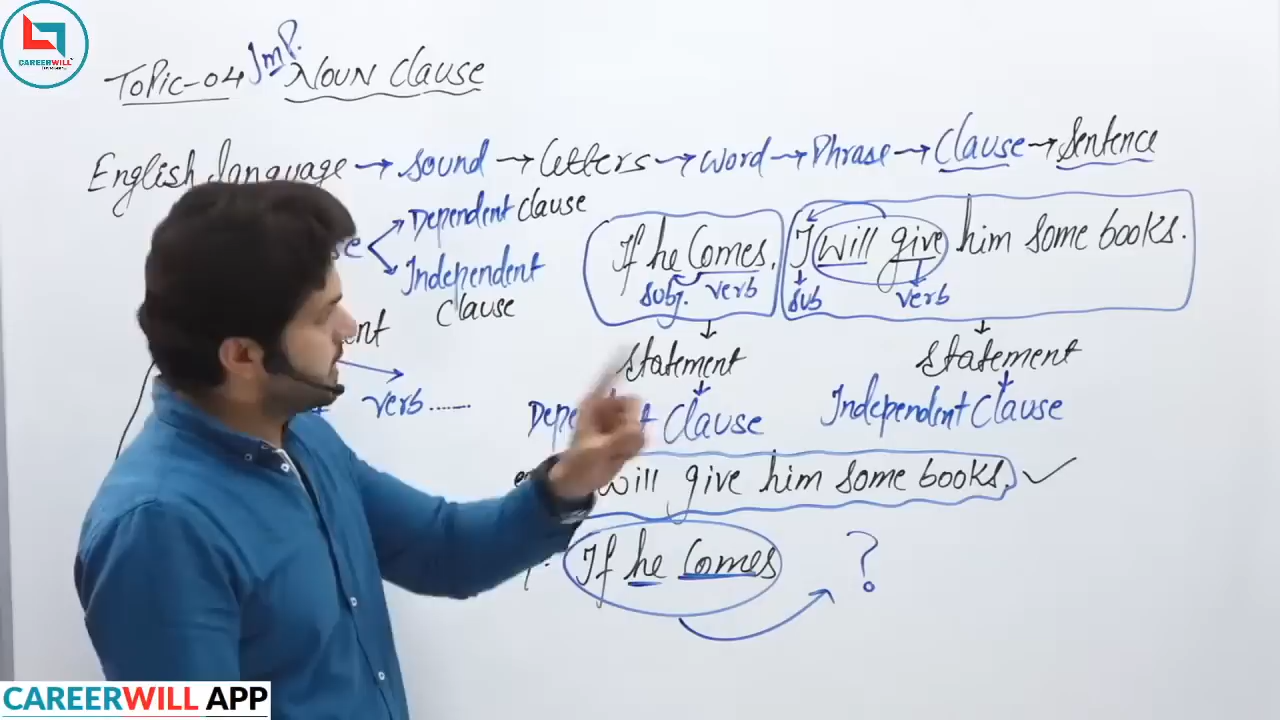 CAREERWILL
Topic-04 Imp. Noun Clause
English language → Sound → Letters → Word → Phrase → Clause → Sentence
Dependent Clause
Independent Clause
If he Comes, I will give him some books.
Subj. verb Sub verb
Statement Statement
verb......
Clause Independent Clause
will give him some books. ✓
If he Comes ?
CAREERWILL APP